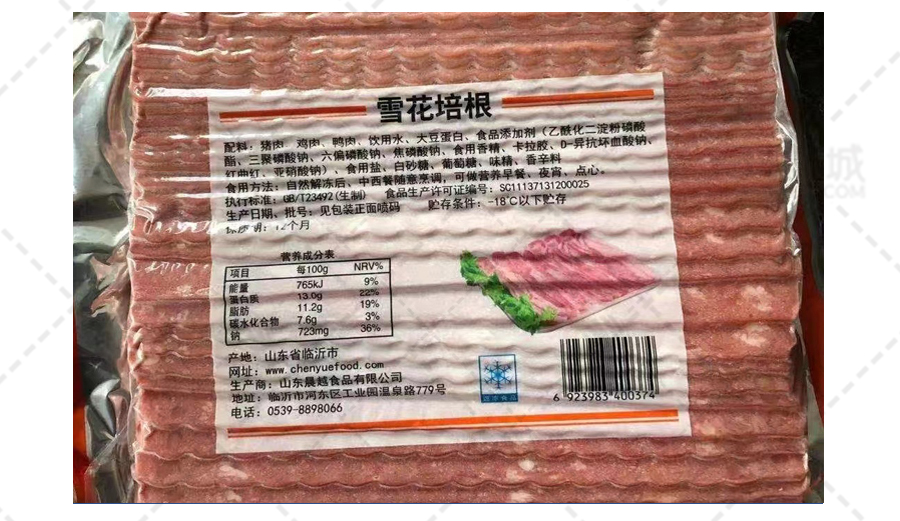 雪花培根
配料：猪肉、鸡肉、鸭肉、饮用水、大豆蛋白、食品添加剂（乙酰化二淀粉磷酸
酯、三聚磷酸钠、六偏磷酸钠、焦磷酸钠、食用香精、卡拉胶、D-异抗坏血酸钠、
红曲红、亚硝酸钠）、食用盐、白砂糖、葡萄糖、味精、香辛料
食用方法：自然解冻后、中西餐随意烹调，可做营养早餐、夜宵、点心。
执行标准：GB/T23492(生制) 食品生产许可证编号：SC11137131200025
生产日期、批号：见包装正面喷码 贮存条件：-18℃以下贮存
保质期：12个月
营养成分表
项目 每100g NRV%
能量 765kJ 9%
蛋白质 13.0g 22%
脂肪 11.2g 19%
碳水化合物 7.6g 3%
钠 723mg 36%
产地：山东省临沂市
网址：www.chenyuefood.com
生产商：山东晨越食品有限公司
地址：临沂市河东区工业园温泉路779号
电话：0539-8898066
速冻食品
6 923983 400374
城
COM